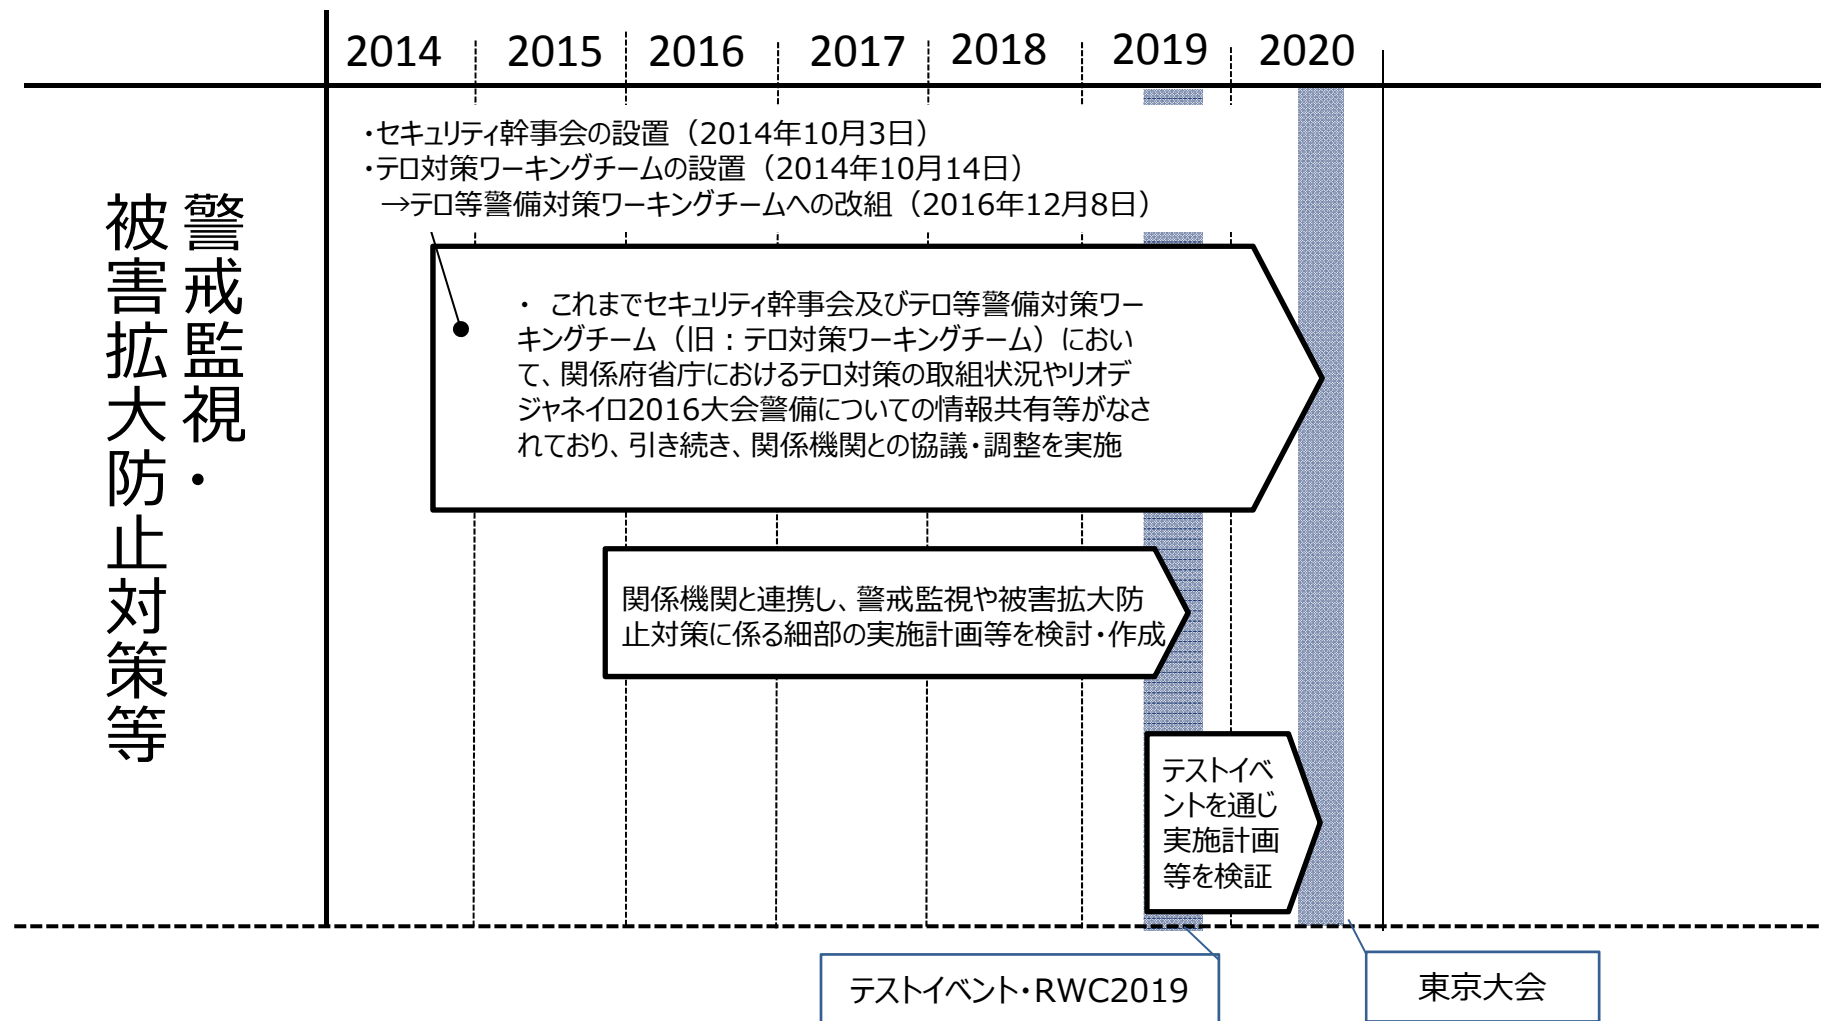 2014 2015 2016 2017 2018 2019 2020
警戒監視・
被害拡大防止対策等
・セキュリティ幹事会の設置（2014年10月3日）
・テロ対策ワーキングチームの設置（2014年10月14日）
→テロ等警備対策ワーキングチームへの改組（2016年12月8日）
・ これまでセキュリティ幹事会及びテロ等警備対策ワー
キングチーム（旧：テロ対策ワーキングチーム）におい
て、関係府省庁におけるテロ対策の取組状況やリオデ
ジャネイロ2016大会警備についての情報共有等がなさ
れており、引き続き、関係機関との協議・調整を実施
関係機関と連携し、警戒監視や被害拡大防
止対策に係る細部の実施計画等を検討・作成
テストイベ
ントを通じ
実施計画
等を検証
テストイベント・RWC2019
東京大会